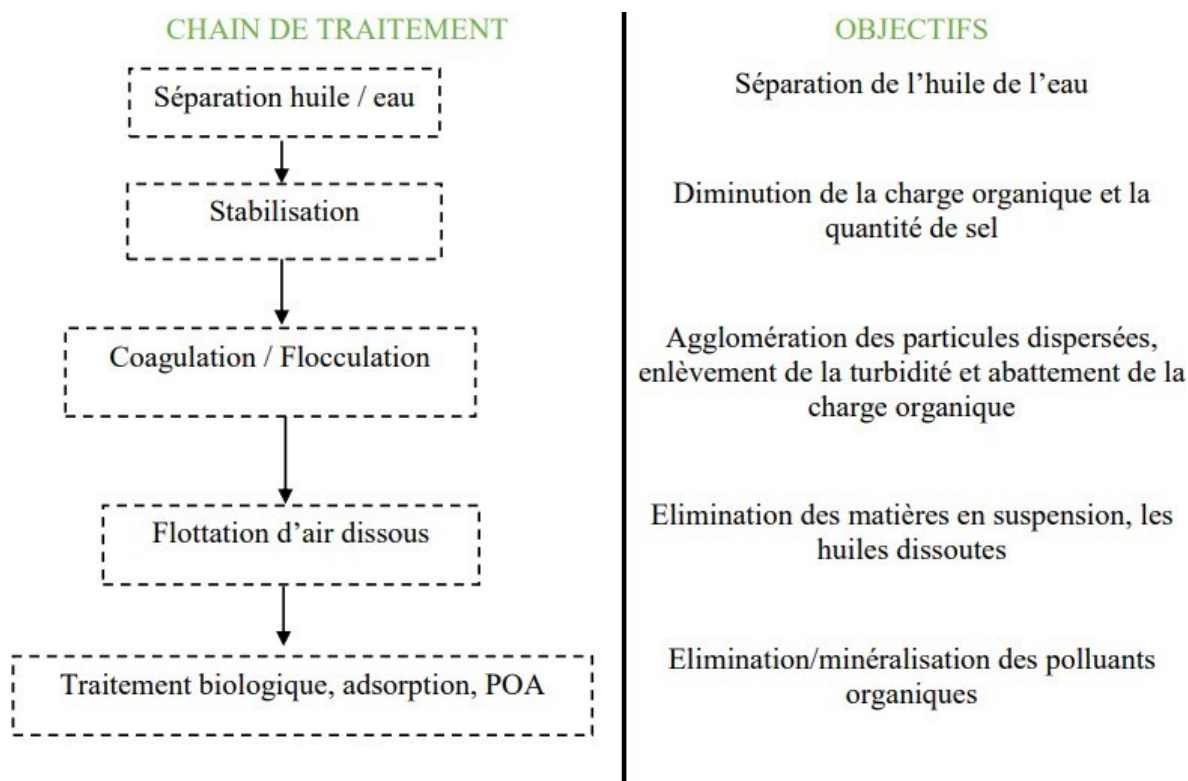 CHAIN DE TRAITEMENT
OBJECTIFS
Séparation huile / eau
Séparation de l’huile de l’eau
Stabilisation
Diminution de la charge organique et la
quantité de sel
Coagulation / Flocculation
Agglomération des particules dispersées,
enlèvement de la turbidité et abattement de la
charge organique
Flottation d’air dissous
Elimination des matières en suspension, les
huiles dissoutes
Traitement biologique, adsorption, POA
Elimination/minéralisation des polluants
organiques